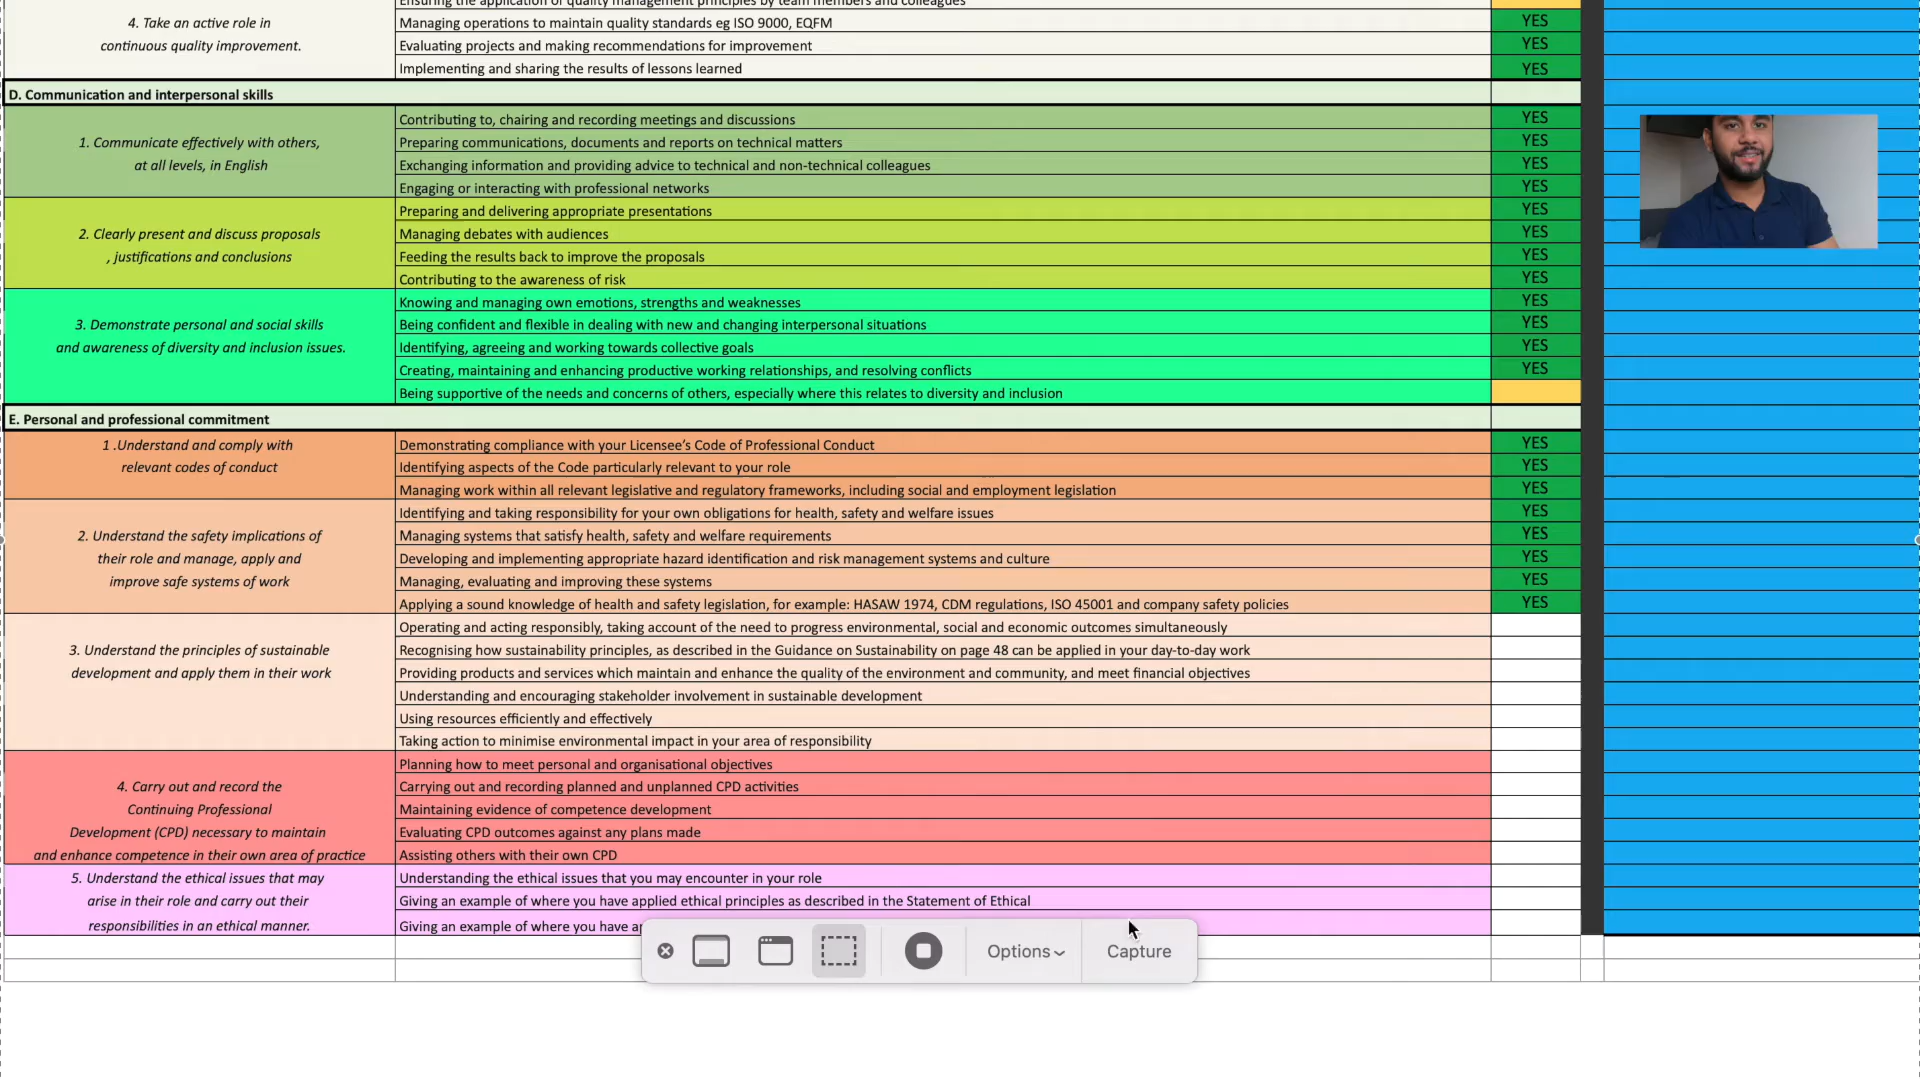 Ensuring the application of quality management principles by team members and colleagues
4. Take an active role in
continuous quality improvement.
Managing operations to maintain quality standards eg ISO 9000, EQFM YES
Evaluating projects and making recommendations for improvement YES
Implementing and sharing the results of lessons learned YES
D. Communication and interpersonal skills
1. Communicate effectively with others,
at all levels, in English
Contributing to, chairing and recording meetings and discussions YES
Preparing communications, documents and reports on technical matters YES
Exchanging information and providing advice to technical and non-technical colleagues YES
Engaging or interacting with professional networks YES
2. Clearly present and discuss proposals
, justifications and conclusions
Preparing and delivering appropriate presentations YES
Managing debates with audiences YES
Feeding the results back to improve the proposals YES
Contributing to the awareness of risk YES
3. Demonstrate personal and social skills
and awareness of diversity and inclusion issues.
Knowing and managing own emotions, strengths and weaknesses YES
Being confident and flexible in dealing with new and changing interpersonal situations YES
Identifying, agreeing and working towards collective goals YES
Creating, maintaining and enhancing productive working relationships, and resolving conflicts YES
Being supportive of the needs and concerns of others, especially where this relates to diversity and inclusion
E. Personal and professional commitment
1 .Understand and comply with
relevant codes of conduct
Demonstrating compliance with your Licensee's Code of Professional Conduct YES
Identifying aspects of the Code particularly relevant to your role YES
Managing work within all relevant legislative and regulatory frameworks, including social and employment legislation YES
2. Understand the safety implications of
their role and manage, apply and
improve safe systems of work
Identifying and taking responsibility for your own obligations for health, safety and welfare issues YES
Managing systems that satisfy health, safety and welfare requirements YES
Developing and implementing appropriate hazard identification and risk management systems and culture YES
Managing, evaluating and improving these systems YES
Applying a sound knowledge of health and safety legislation, for example: HASAW 1974, CDM regulations, ISO 45001 and company safety policies YES
3. Understand the principles of sustainable
development and apply them in their work
Operating and acting responsibly, taking account of the need to progress environmental, social and economic outcomes simultaneously
Recognising how sustainability principles, as described in the Guidance on Sustainability on page 48 can be applied in your day-to-day work
Providing products and services which maintain and enhance the quality of the environment and community, and meet financial objectives
Understanding and encouraging stakeholder involvement in sustainable development
Using resources efficiently and effectively
Taking action to minimise environmental impact in your area of responsibility
4. Carry out and record the
Continuing Professional
Development (CPD) necessary to maintain
and enhance competence in their own area of practice
Planning how to meet personal and organisational objectives
Carrying out and recording planned and unplanned CPD activities
Maintaining evidence of competence development
Evaluating CPD outcomes against any plans made
Assisting others with their own CPD
5. Understand the ethical issues that may
arise in their role and carry out their
responsibilities in an ethical manner.
Understanding the ethical issues that you may encounter in your role
Giving an example of where you have applied ethical principles as described in the Statement of Ethical
Giving an example of where you have
Options
Capture